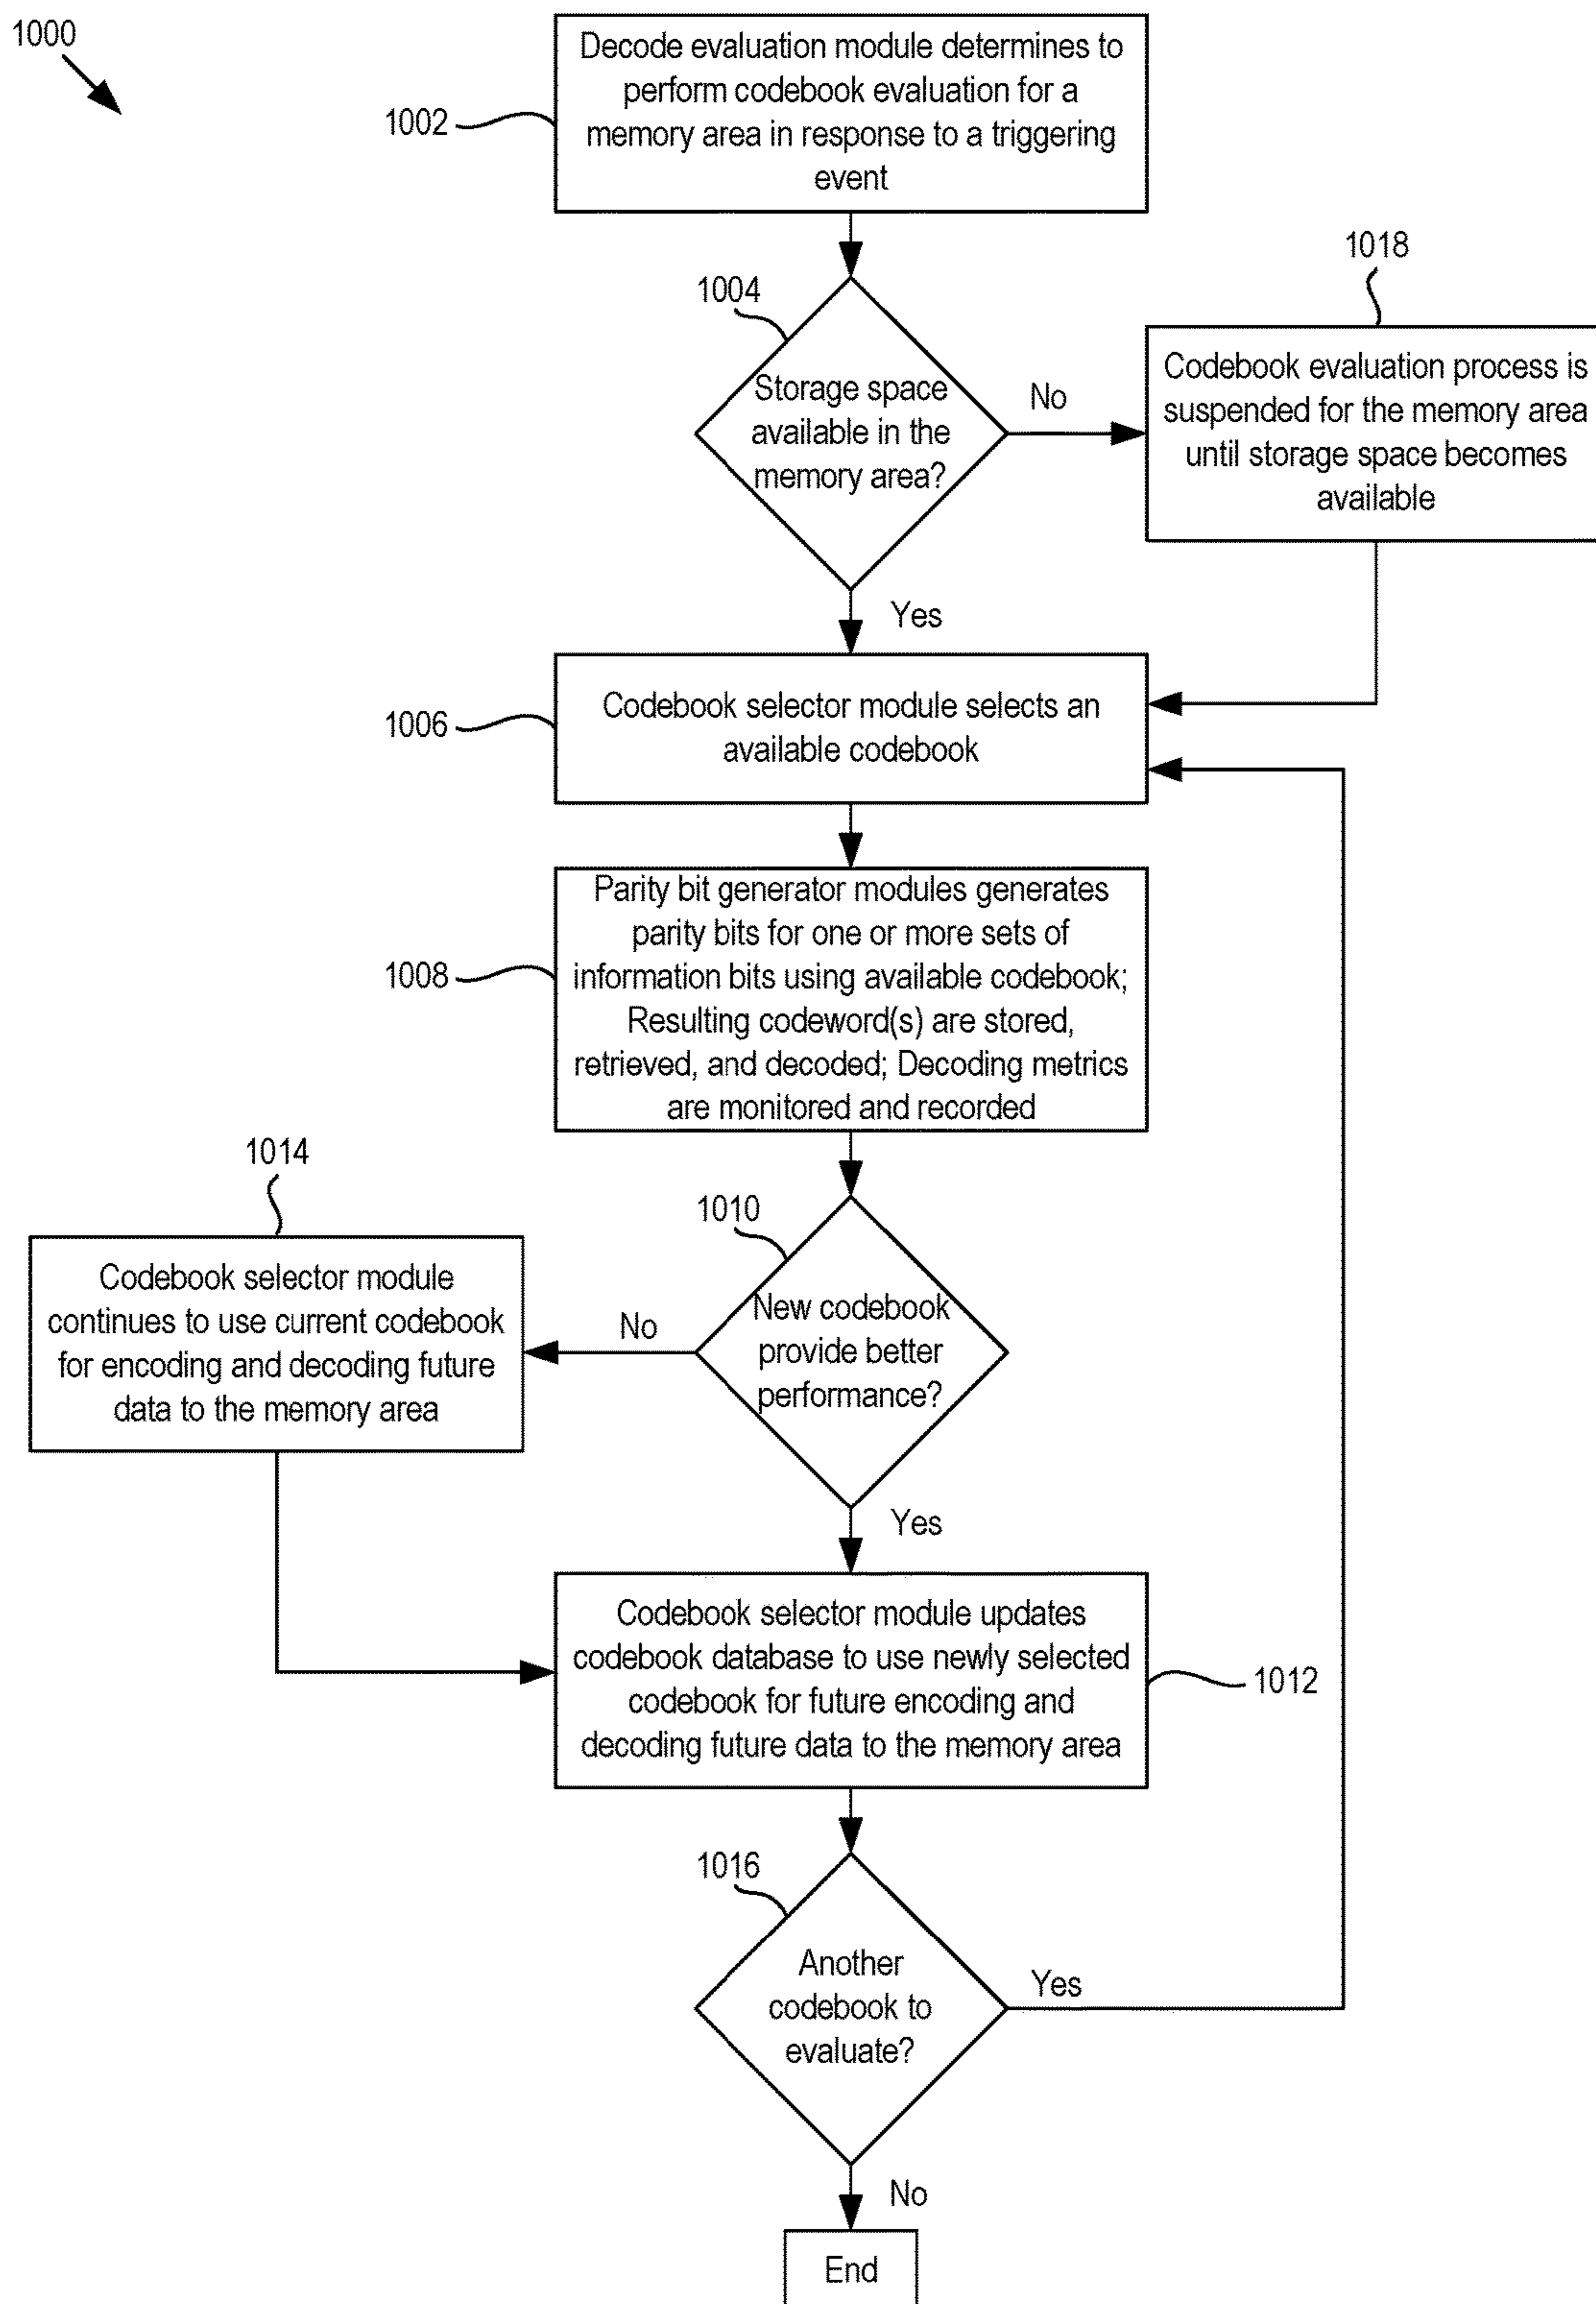 1000
Decode evaluation module determines to
perform codebook evaluation for a
memory area in response to a triggering
event
1002
1018
1004
Storage space
available in the
memory area?
No
Codebook evaluation process is
suspended for the memory area
until storage space becomes
available
Yes
Codebook selector module selects an
available codebook
1006
Parity bit generator modules generates
parity bits for one or more sets of
information bits using available codebook;
Resulting codeword(s) are stored,
retrieved, and decoded; Decoding metrics
are monitored and recorded
1008
1014
1010
Codebook selector module
continues to use current codebook
for encoding and decoding future
data to the memory area
No
New codebook
provide better
performance?
Yes
Codebook selector module updates
codebook database to use newly selected
codebook for future encoding and
decoding future data to the memory area
1012
1016
Another
codebook to
evaluate?
Yes
No
End